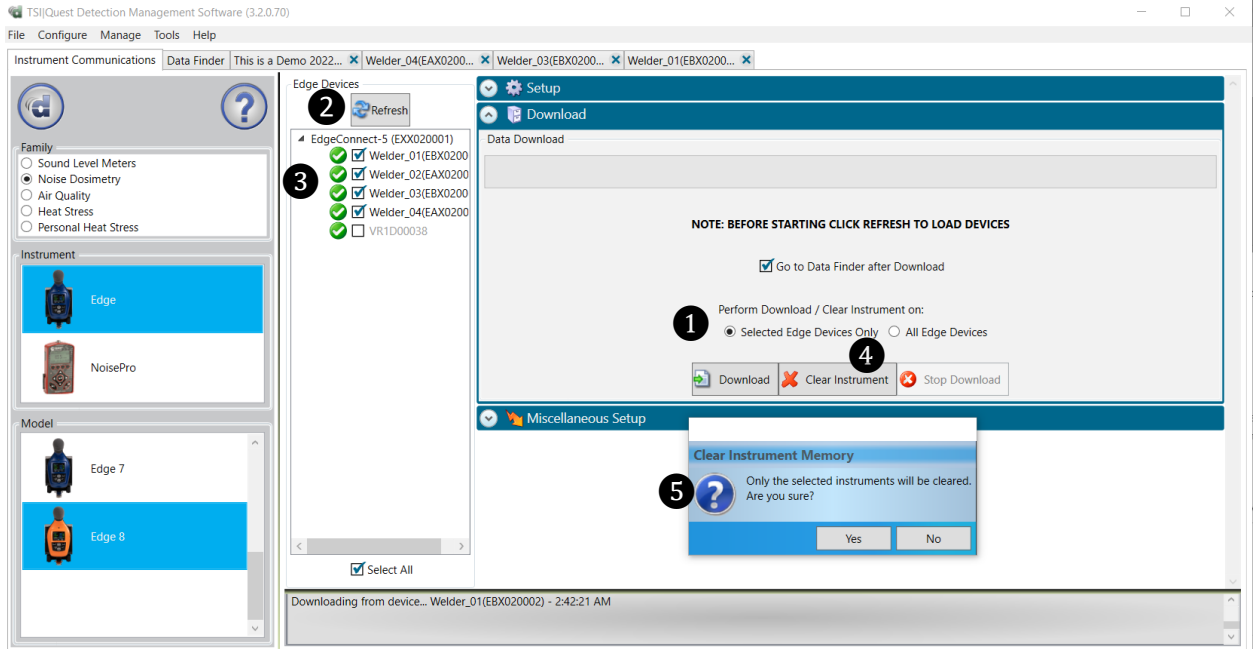 TSI|Quest Detection Management Software (3.2.0.70)
File Configure Manage Tools Help
Instrument Communications Data Finder This is a Demo 2022... Welder_04(EAX0200... Welder_03(EBX0200... Welder_01(EBX0200...
d ?
Family
Sound Level Meters
Noise Dosimetry
Air Quality
Heat Stress
Personal Heat Stress
Instrument
Edge
NoisePro
Model
Edge 7
Edge 8
Edge Devices
2 Refresh
EdgeConnect-5 (EXX020001)
Welder_01(EBX0200
3 Welder_02(EAX0200
Welder_03(EBX0200
Welder_04(EAX0200
VR1D00038
Select All
Setup
Download
Data Download
NOTE: BEFORE STARTING CLICK REFRESH TO LOAD DEVICES
Go to Data Finder after Download
Perform Download / Clear Instrument on:
1 Selected Edge Devices Only All Edge Devices
4
Download Clear Instrument Stop Download
Miscellaneous Setup
Clear Instrument Memory
5 ? Only the selected instruments will be cleared.
Are you sure?
Yes No
Downloading from device... Welder_01(EBX020002) - 2:42:21 AM